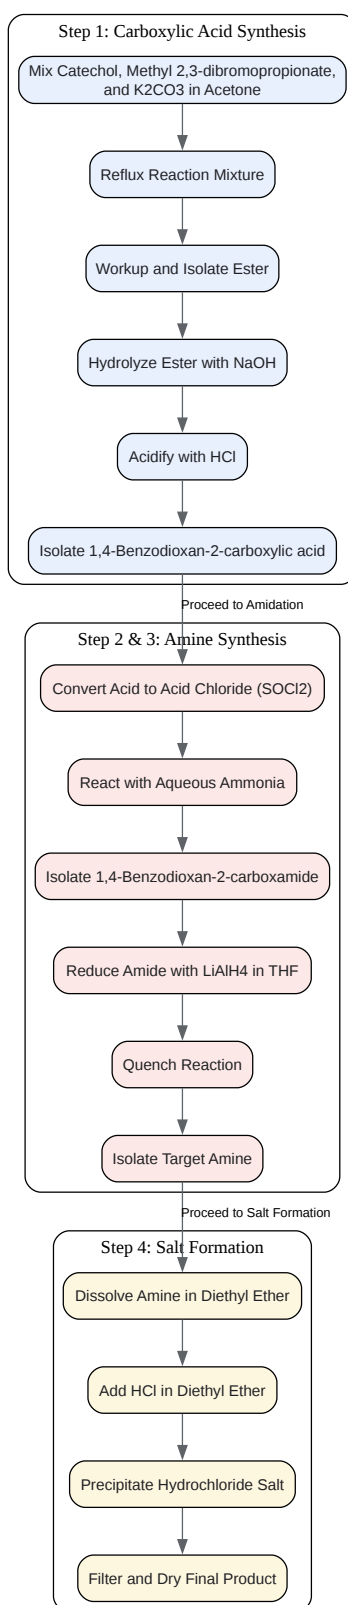 Step 1: Carboxylic Acid Synthesis
Mix Catechol, Methyl 2,3-dibromopropionate,
and K2CO3 in Acetone
Reflux Reaction Mixture
Workup and Isolate Ester
Hydrolyze Ester with NaOH
Acidify with HCl
Isolate 1,4-Benzodioxan-2-carboxylic acid
Proceed to Amidation
Step 2 & 3: Amine Synthesis
Convert Acid to Acid Chloride (SOCl2)
React with Aqueous Ammonia
Isolate 1,4-Benzodioxan-2-carboxamide
Reduce Amide with LiAlH4 in THF
Quench Reaction
Isolate Target Amine
Proceed to Salt Formation
Step 4: Salt Formation
Dissolve Amine in Diethyl Ether
Add HCl in Diethyl Ether
Precipitate Hydrochloride Salt
Filter and Dry Final Product